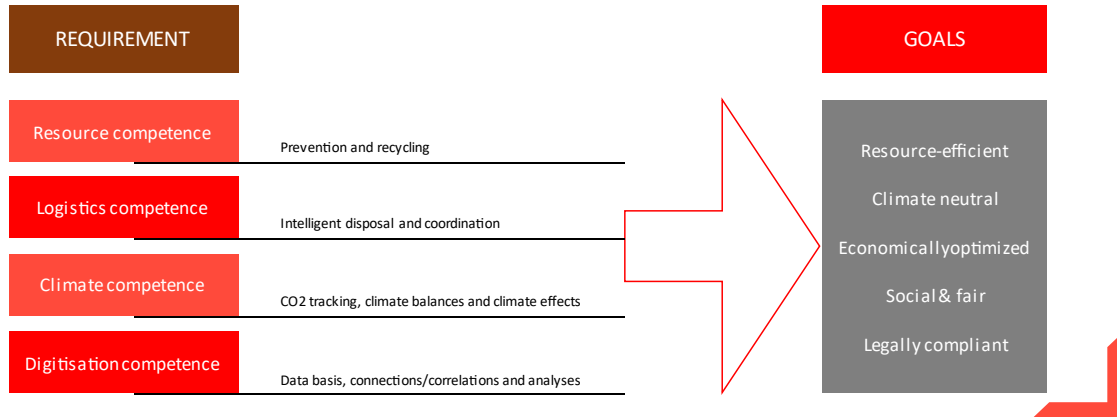 REQUIREMENT
GOALS
Resource competence
Prevention and recycling
Logistics competence
Intelligent disposal and coordination
Climate competence
CO2 tracking, climate balances and climate effects
Digitisation competence
Data basis, connections/correlations and analyses
Resource-efficient
Climate neutral
Economicallyoptimized
Social & fair
Legally compliant